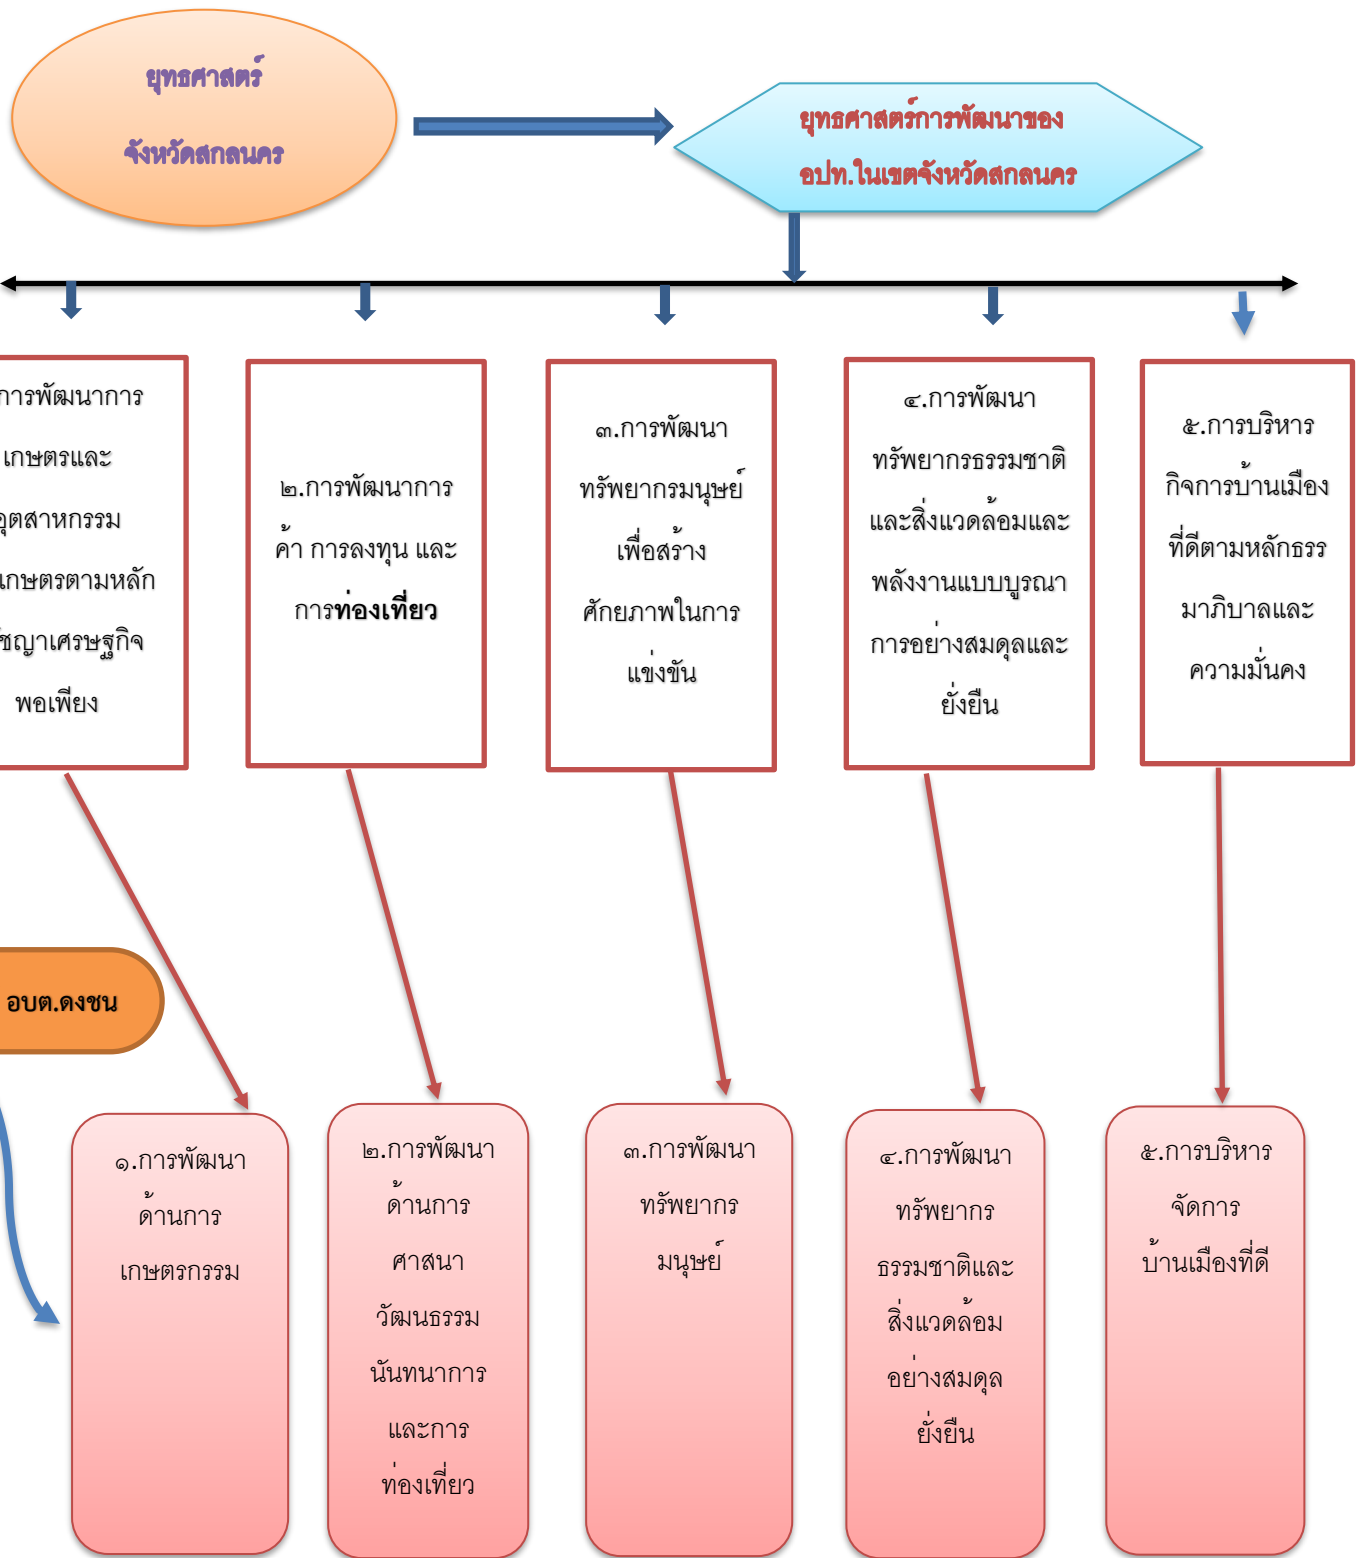 ยุทธศาสตร์
จังหวัดสกลนคร
ยุทธศาสตร์การพัฒนาของ
อปท.ในเขตจังหวัดสกลนคร
การพัฒนาการ
เกษตรและ
อุตสาหกรรม
เกษตรตามหลัก
ชญาเศรษฐกิจ
พอเพียง
๒.การพัฒนาการ
ค้า การลงทุน และ
การท่องเที่ยว
๓.การพัฒนา
ทรัพยากรมนุษย์
เพื่อสร้าง
ศักยภาพในการ
แข่งขัน
๔.การพัฒนา
ทรัพยากรธรรมชาติ
และสิ่งแวดล้อมและ
พลังงานแบบบูรณา
การอย่างสมดุลและ
ยั่งยืน
๕.การบริหาร
กิจการบ้านเมือง
ที่ดีตามหลักธรร
มาภิบาลและ
ความมั่นคง
อบต.ดงชน
๑.การพัฒนา
ด้านการ
เกษตรกรรม
๒.การพัฒนา
ด้านการ
ศาสนา
วัฒนธรรม
นันทนาการ
และการ
ท่องเที่ยว
๓.การพัฒนา
ทรัพยากร
มนุษย์
๔.การพัฒนา
ทรัพยากร
ธรรมชาติและ
สิ่งแวดล้อม
อย่างสมดุล
ยั่งยืน
๕.การบริหาร
จัดการ
บ้านเมืองที่ดี